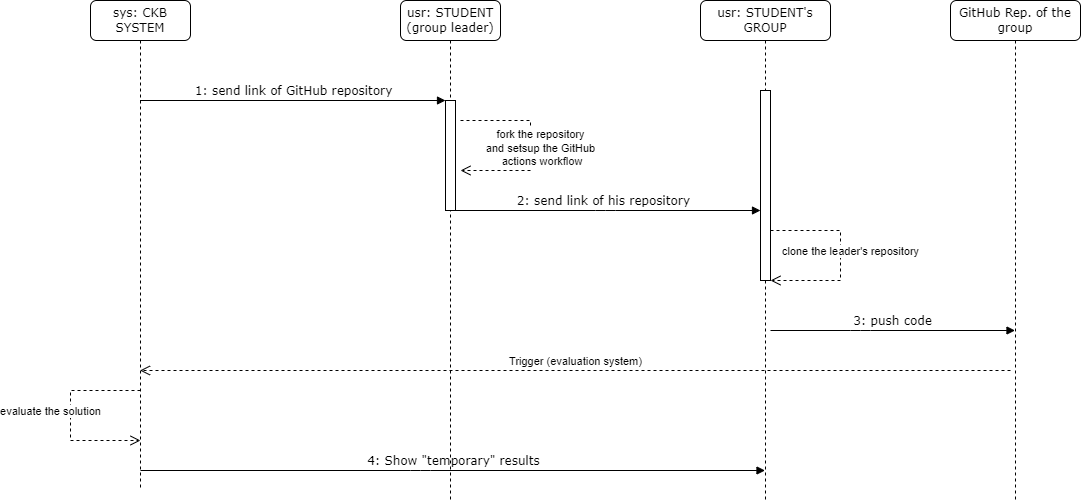 sys: CKB
SYSTEM
usr: STUDENT
(group leader)
usr: STUDENT's
GROUP
GitHub Rep. of the
group
1: send link of GitHub repository
fork the repository
and setsup the GitHub
actions workflow
2: send link of his repository
clone the leader's repository
3: push code
Trigger (evaluation system)
evaluate the solution
4: Show "temporary" results